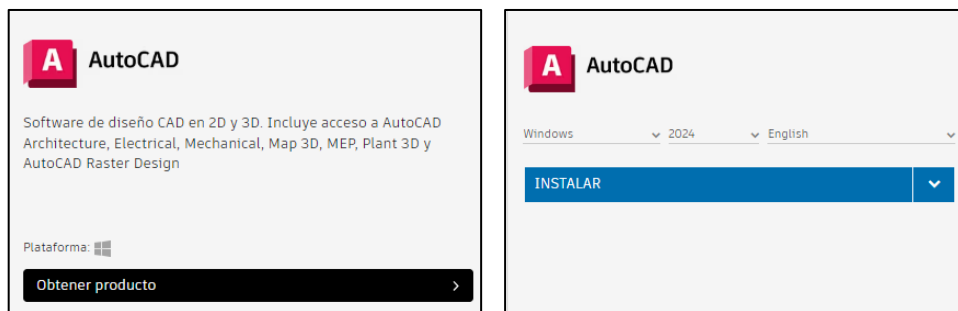 A AutoCAD
Software de diseño CAD en 2D y 3D. Incluye acceso a AutoCAD
Architecture, Electrical, Mechanical, Map 3D, MEP, Plant 3D y
AutoCAD Raster Design
Plataforma:
Obtener producto
A AutoCAD
Windows 2024 English
INSTALAR